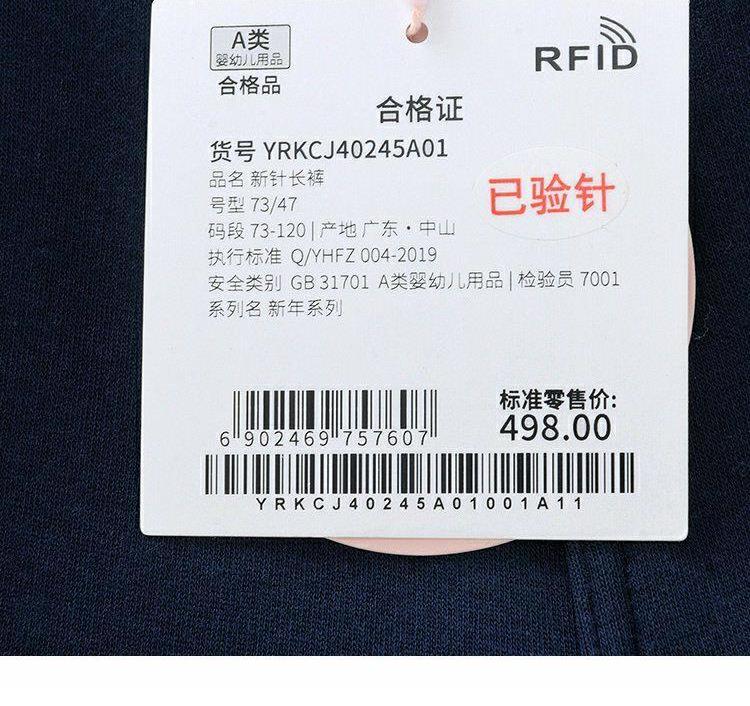 A类
婴幼儿用品
合格品
RFID
合格证
货号 YRKCJ40245A01
品名 新针长裤
号型 73/47
码段 73-120 | 产地 广东·中山
执行标准 Q/YHFZ 004-2019
安全类别 GB 31701 A类婴幼儿用品 | 检验员 7001
系列名 新年系列
已验针
标准零售价:
498.00
6 902469 757607
YRKCJ40245A01001A11